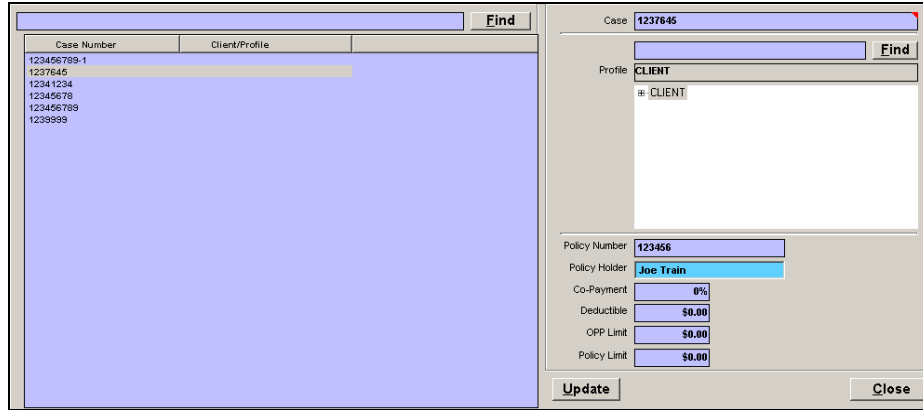 Find
Case Number Client/Profile
123456789-1
1237645
12341234
12345678
123456789
1239999
Case 1237645
Find
Profile CLIENT
CLIENT
Policy Number 123456
Policy Holder Joe Train
Co-Payment 0%
Deductible $0.00
OPP Limit $0.00
Policy Limit $0.00
Update Close